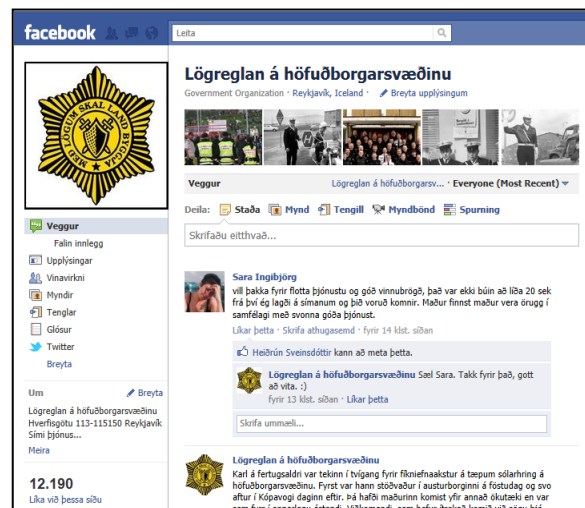 facebook
Leita
MEÐ LÖGUM SKAL LAND BYGGJA
Lögreglan á höfuðborgarsvæðinu
Government Organization · Reykjavík, Iceland · Breyta upplýsingum
Veggur
Lögreglan á höfuðborgarsv... · Everyone (Most Recent)
Deila: Staða Mynd Tengill Myndbönd Spurning
Skrifaðu eitthvað...
Veggur
Falin innlegg
Upplýsingar
Vinavirkni
Myndir
Tenglar
Glósur
Twitter
Breyta
Um
Breyta
Lögreglan á höfuðborgarsvæðinu
Hverfisgötu 113-115150 Reykjavík
Sími þjónus...
Meira
12.190
Líka við þessa síðu
Sara Ingibjörg
vill þakka fyrir flotta þjónustu og góð vinnubrögð, það var ekki búin að líða 20 sek
frá því ég lagði á símanum og þið voruð komnir. Maður finnst maður vera örugg í
samfélagi með svonna góða þjónust.
Líkar þetta · Skrifa athugasemd · fyrir 14 klst. síðan
Heiðrún Sveinsdóttir kann að meta þetta.
Lögreglan á höfuðborgarsvæðinu Sæl Sara. Takk fyrir það, gott
að vita. :)
fyrir 13 klst. síðan · Líkar þetta
Skrifa ummæli...
Lögreglan á höfuðborgarsvæðinu
Karl á fertugsaldri var tekinn í tvígang fyrir fíkniefnaakstur á tæpum sólarhring á
höfuðborgarsvæðinu. Fyrst var hann stöðvaður í austurborginni á föstudag og svo
aftur í Kópavogi daginn eftir. Þá hafði maðurinn komist yfir annað ökutæki en var